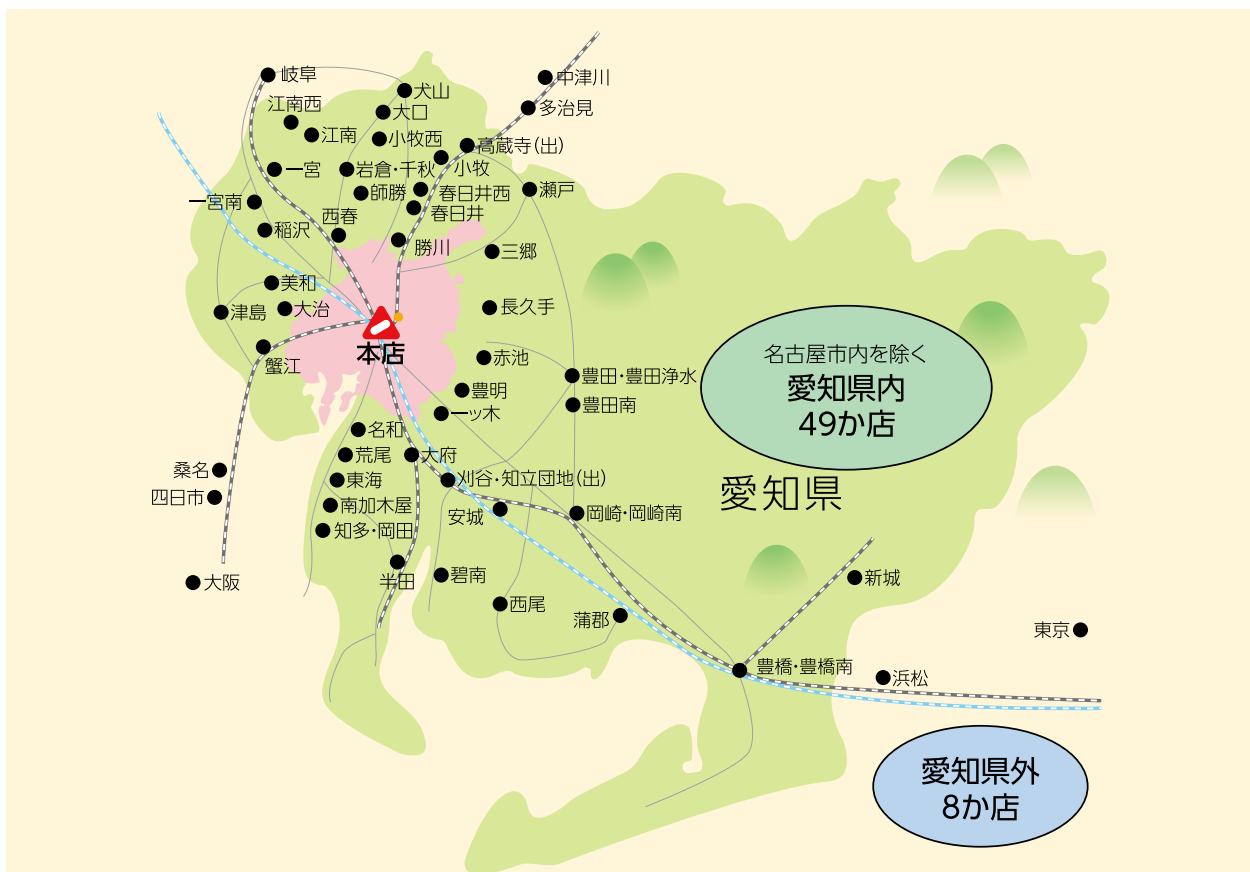 岐阜
中津川
犬山
江南西
大口
多治見
江南
小牧西
高蔵寺(出)
一宮
岩倉・千秋
小牧
師勝
春日井西
瀬戸
一宮南
春日井
西春
稲沢
勝川
三郷
美和
大治
津島
長久手
本店
赤池
蟹江
豊田・豊田浄水
豊明
豊田南
一ッ木
名和
荒尾
大府
桑名
東海
刈谷・知立団地(出)
四日市
南加木屋
安城
岡崎・岡崎南
知多・岡田
大阪
半田
碧南
西尾
蒲郡
新城
東京
豊橋・豊橋南
浜松
名古屋市内を除く
愛知県内
49か店
愛知県
愛知県外
8か店